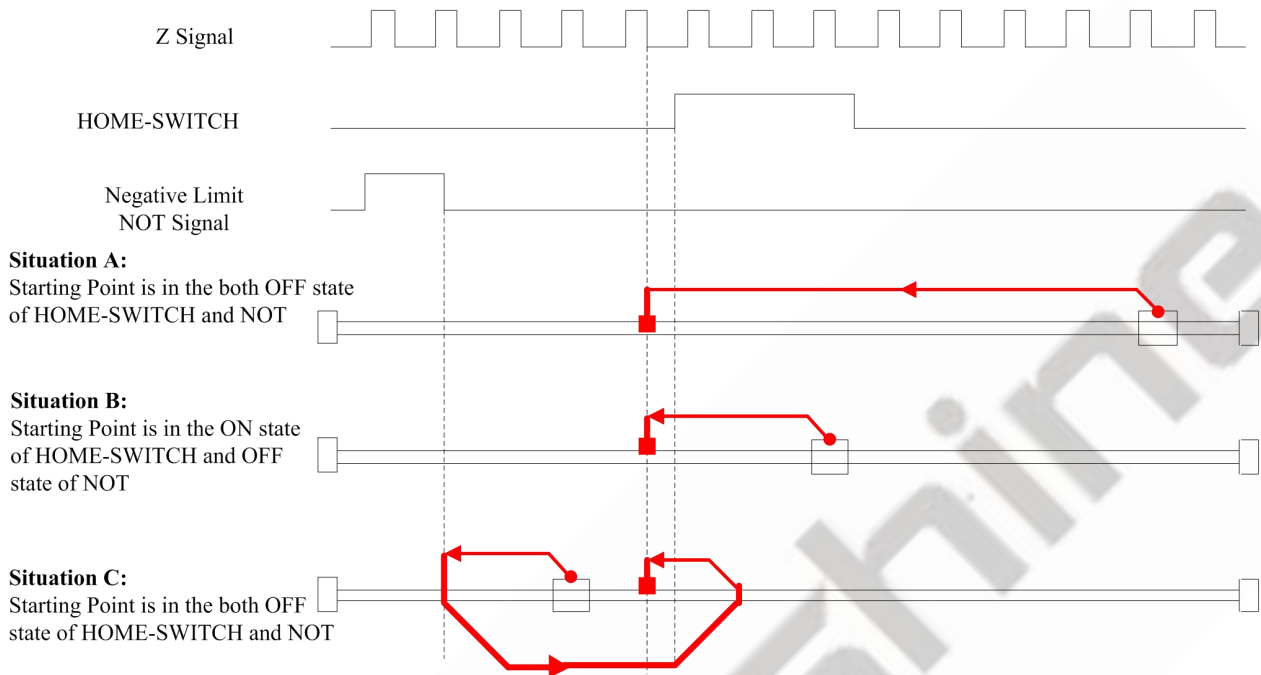 Z Signal
HOME-SWITCH
Negative Limit
NOT Signal
Situation A:
Starting Point is in the both OFF state
of HOME-SWITCH and NOT
Situation B:
Starting Point is in the ON state
of HOME-SWITCH and OFF
state of NOT
Situation C:
Starting Point is in the both OFF
state of HOME-SWITCH and NOT